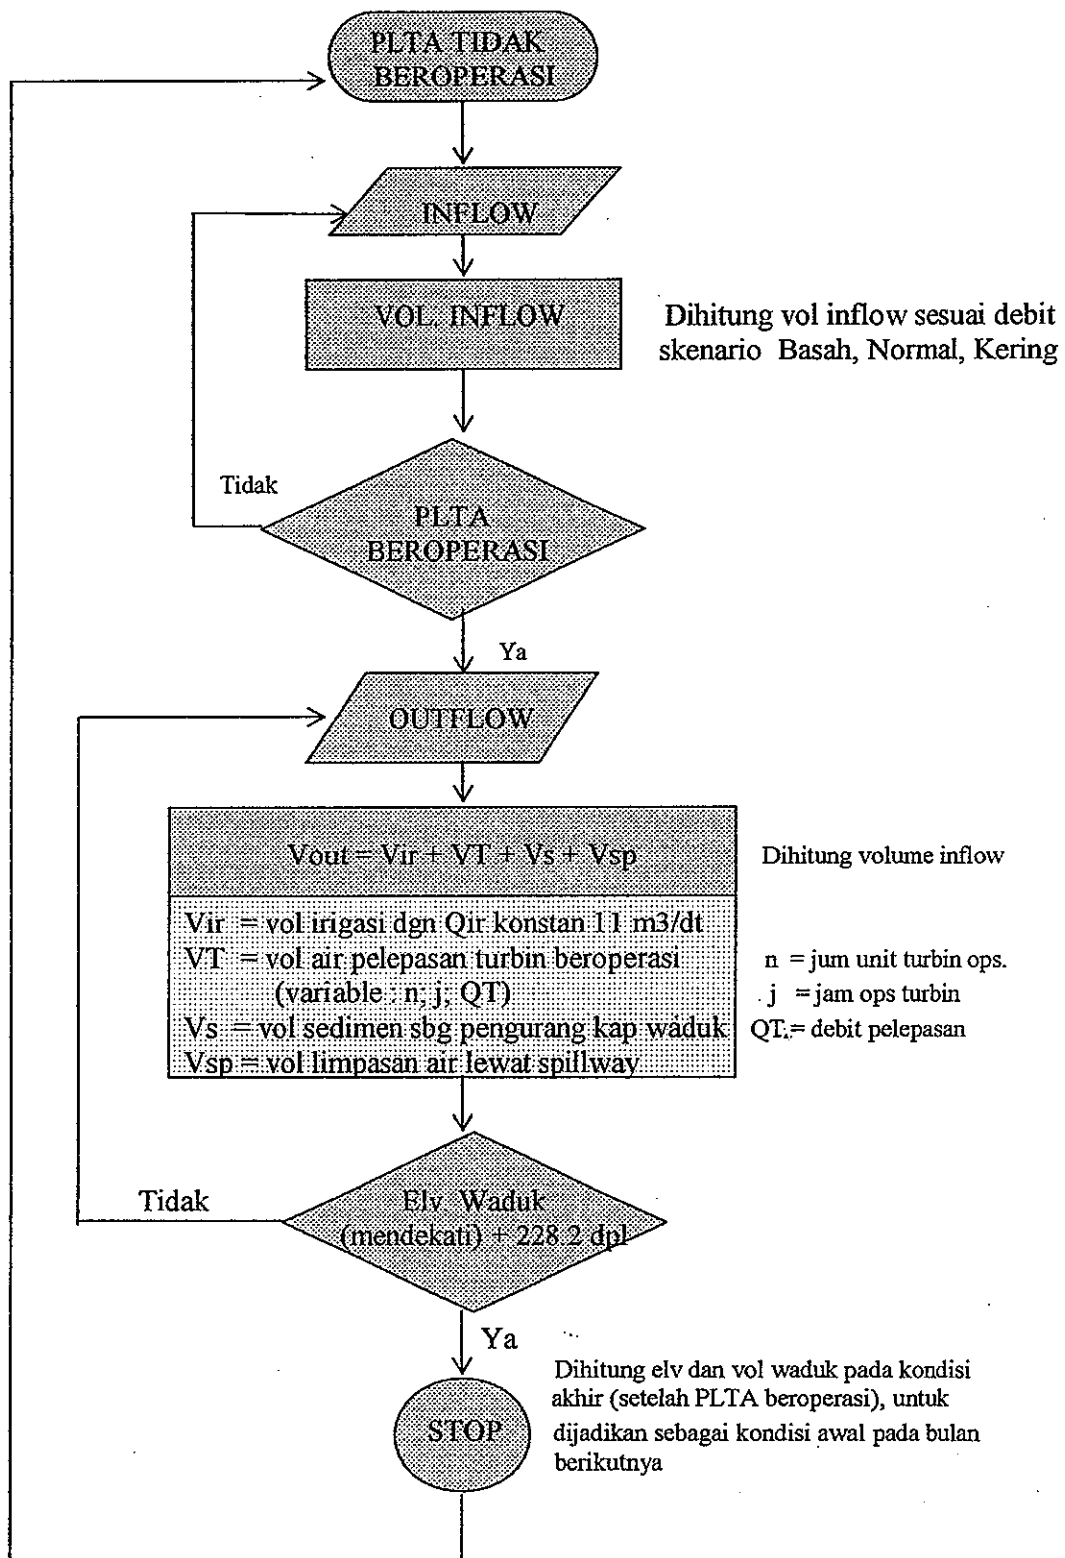 PLTA TIDAK
BEROPERASI
INFLOW
VOL. INFLOW
Dihitung vol inflow sesuai debit
skenario Basah, Normal, Kering
Tidak
PLTA
BEROPERASI
Ya
OUTFLOW
Vout = Vir + VT + Vs + Vsp
Dihitung volume inflow
Vir = vol irigasi dgn Qir konstan 11 m3/dt
VT = vol air pelepasan turbin beroperasi
(variable : n; j; QT)
Vs = vol sedimen sbg pengurang kap waduk
Vsp = vol limpasan air lewat spillway
n = jum unit turbin ops.
j = jam ops turbin
QT = debit pelepasan
Tidak
Elv Waduk
(mendekati) + 228.2 dpl
Ya
STOP
Dihitung elv dan vol waduk pada kondisi
akhir (setelah PLTA beroperasi), untuk
dijadikan sebagai kondisi awal pada bulan
berikutnya